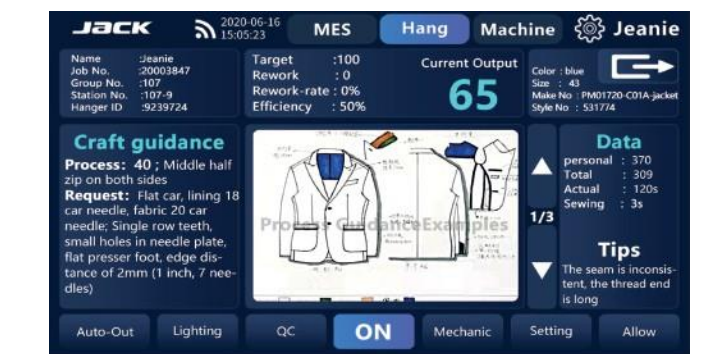 JACK
2020-06-16
15:05:23
MES
Hang
Machine
Jeanie
Name :Jeanie
Job No. :20003847
Group No. :107
Station No. :107-9
Hanger ID :9239724
Target :100
Rework : 0
Rework-rate : 0%
Efficiency : 50%
Current Output
65
Color : blue
Size : 43
Make No : PM01720-C01A-jacket
Style No : 531774
Craft guidance
Process: 40 ; Middle half
zip on both sides
Request: Flat car, lining 18
car needle, fabric 20 car
needle; Single row teeth,
small holes in needle plate,
flat presser foot, edge dis-
tance of 2mm (1 inch, 7 nee-
dles)
Process GuidanceExamples
1/3
Data
personal : 370
Total : 309
Actual : 120s
Sewing : 3s
Tips
The seam is inconsis-
tent, the thread end
is long
Auto-Out
Lighting
QC
ON
Mechanic
Setting
Allow